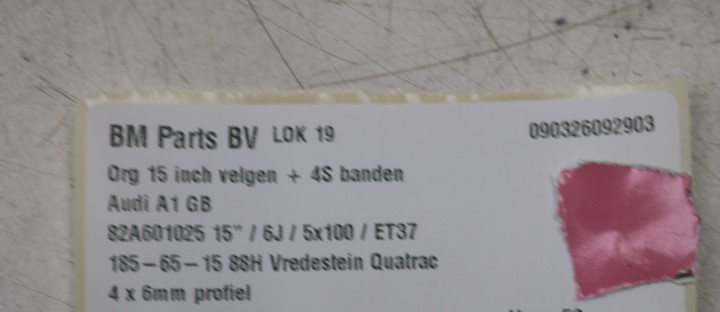 BM Parts BV LOK 19
090326092903
Org 15 inch velgen + 4S banden
Audi A1 GB
82A601025 15" / 6J / 5x100 / ET37
185-65-15 88H Vredestein Quatrac
4 x 6mm profiel